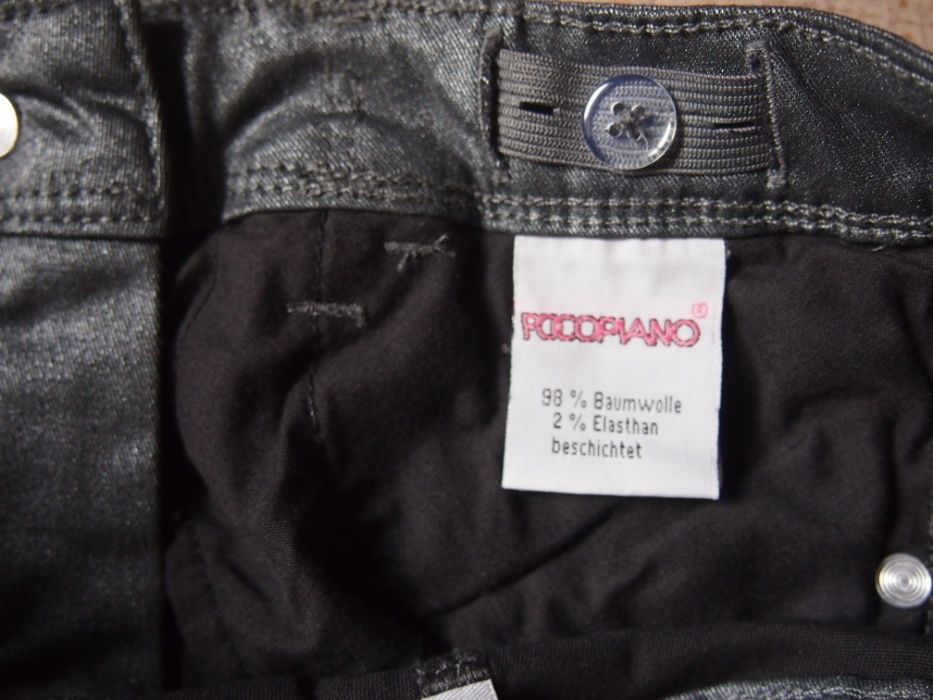 POCOPIANO
98 % Baumwolle
2 % Elasthan
beschichtet